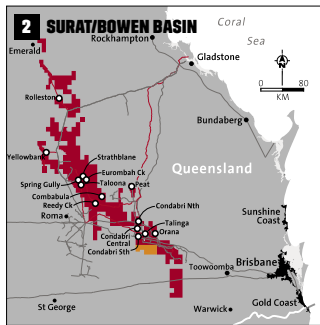 2 SURAT/BOWEN BASIN
Coral
Sea
Emerald
Rockhampton
Gladstone
N
0 80
KM
Rolleston
Bundaberg
Yellowbank
Strathblane
Eurombah Ck
Spring Gully
Taloona
Peat
Queensland
Combabula
Reedy Ck
Roma
Condabri Nth
Talinga
Orana
Condabri
Central
Condabri Sth
Sunshine
Coast
Brisbane
Toowoomba
Gold Coast
St George
Warwick